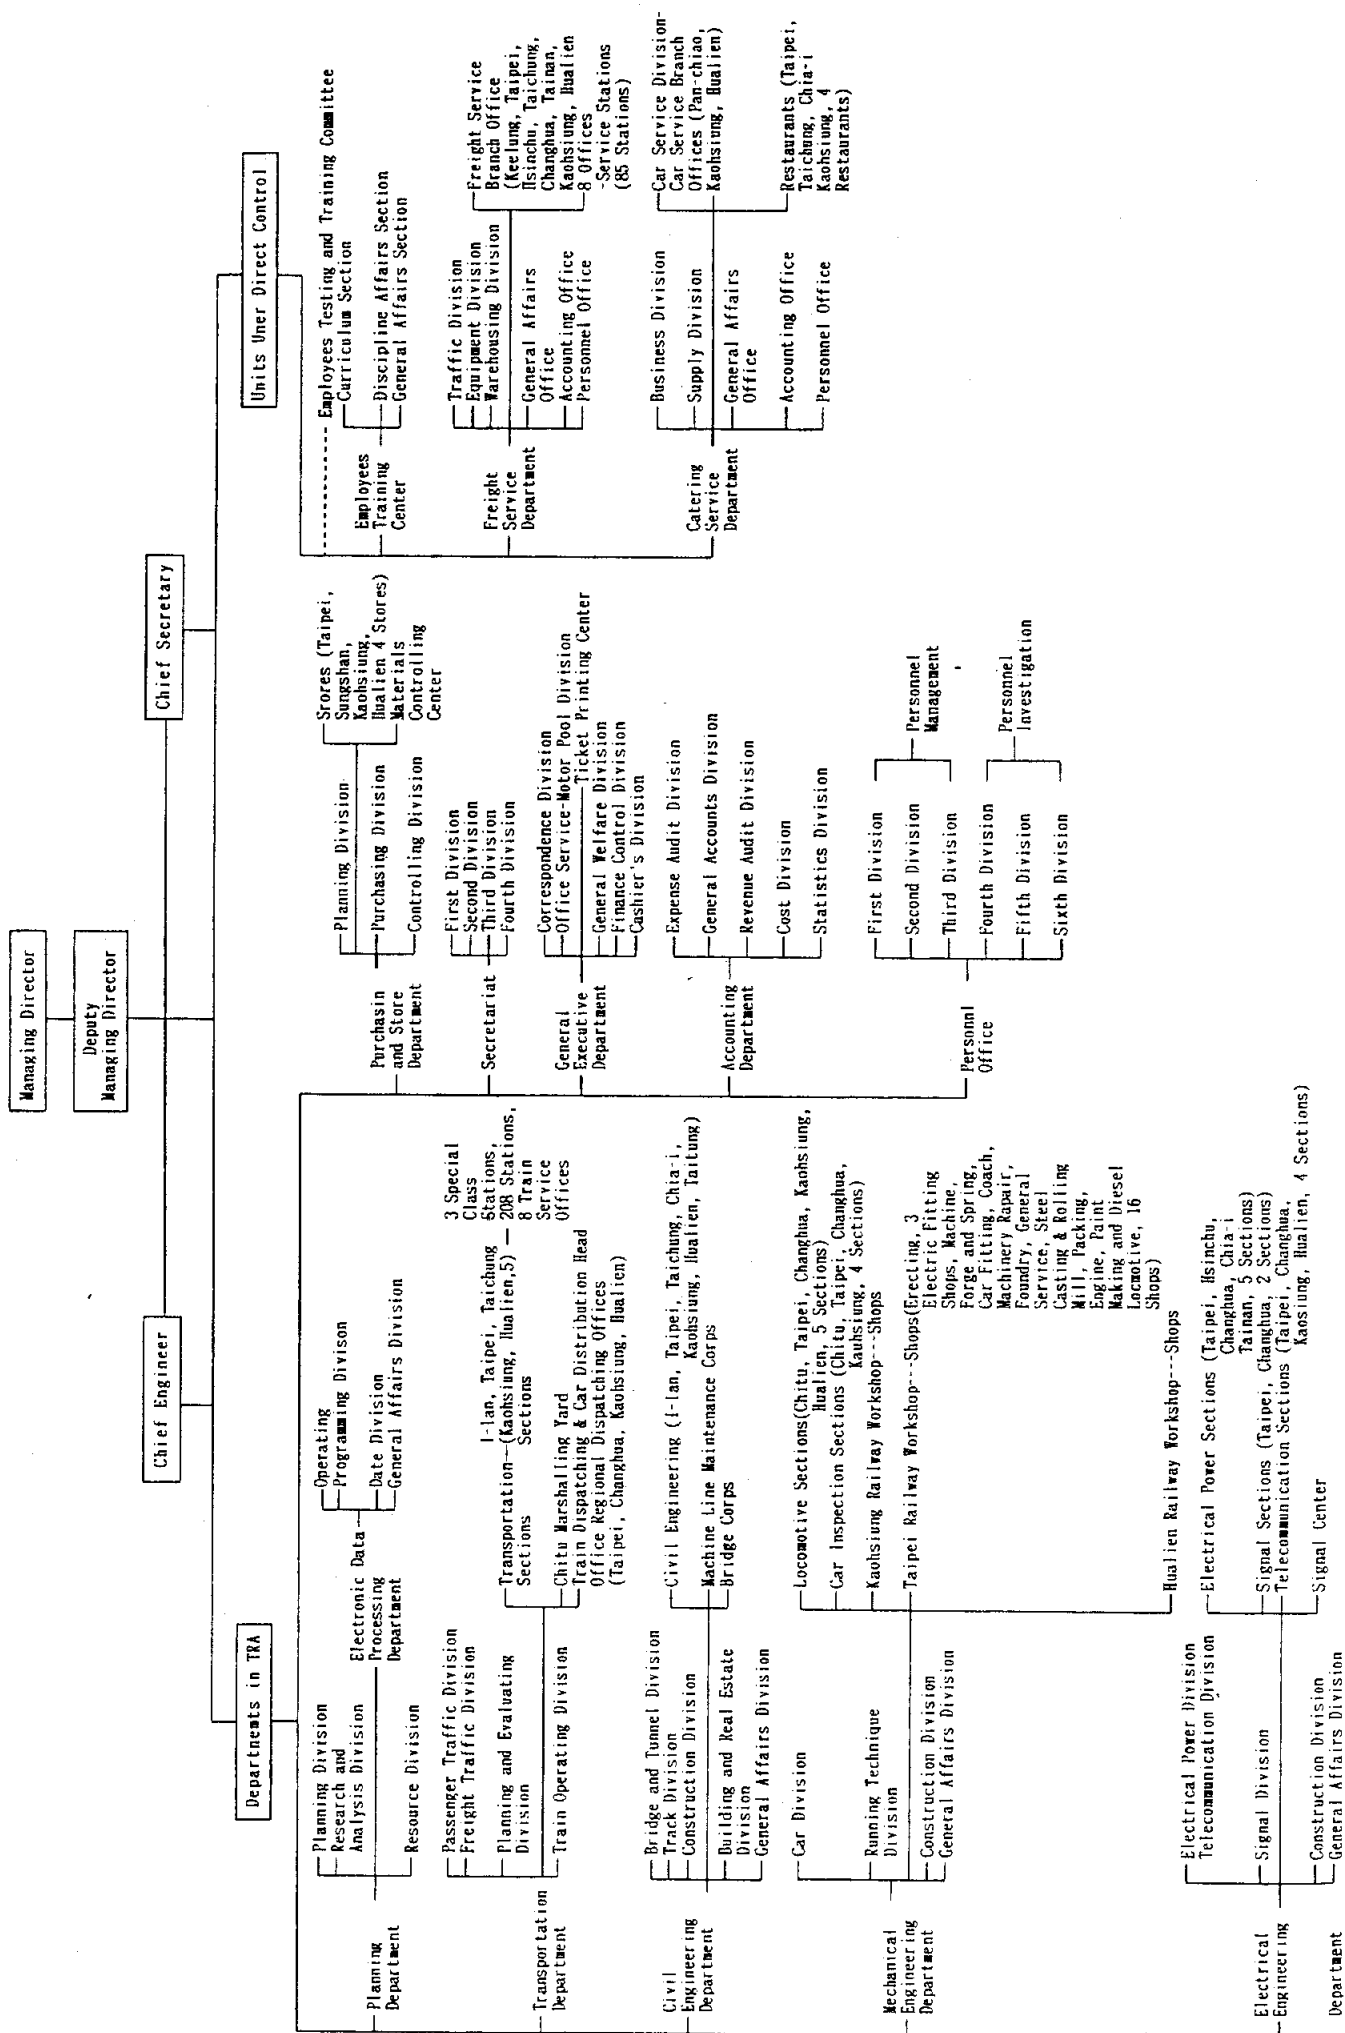 Managing Director
Deputy
Managing Director
Chief Engineer
Chief Secretary
Departments in TRA
Units Uner Direct Control
Planning
Department
Planning Division
Research and
Analysis Division
Resource Division
Electronic Data
Processing
Department
Operating
Programming Divison
Date Division
General Affairs Division
Transportation
Department
Passenger Traffic Division
Freight Traffic Division
Planning and Evaluating
Division
Train Operating Division
I-lan, Taipei, Taichung
Transportation--(Kaohsiung, Hualien,5)
Sections Sections
3 Special
Class
Stations,
208 Stations,
8 Train
Service
Offices
Chitu Marshalling Yard
Train Dispatching & Car Distribution Head
Office Regional Dispatching Offices
(Taipei, Changhua, Kaohsiung, Hualien)
Civil
Engineering
Department
Bridge and Tunnel Division
Track Division
Construction Division
Building and Real Estate
Division
General Affairs Division
Civil Engineering (I-lan, Taipei, Taichung, Chia-i,
Kaohsiung, Hualien, Taitung)
Machine Line Maintenance Corps
Bridge Corps
Mechanical
Engineering
Department
Car Division
Running Technique
Division
Construction Division
General Affairs Division
Locomotive Sections(Chitu, Taipei, Changhua, Kaohsiung,
Hualien, 5 Sections)
Car Inspection Sections (Chitu, Taipei, Changhua,
Kauhsiung, 4 Sections)
Kaohsiung Railway Workshop---Shops
Taipei Railway Workshop---Shops(Erecting, 3
Electric Fitting
Shops, Machine,
Forge and Spring,
Car Fitting, Coach,
Machinery Rapair,
Foundry, General
Service, Steel
Casting & Rolling
Mill, Packing,
Engine, Paint
Making and Diesel
Locmotive, 16
Shops)
Hualien Railway Workshop---Shops
Electrical
Engineering
Department
Electrical Power Division
Telecommunication Division
Signal Division
Construction Division
General Affairs Division
Electrical Power Sections (Taipei, Hsinchu,
Changhua, Chia-i
Tainan, 5 Sections)
Signal Sections (Taipei, Changhua, 2 Sections)
Telecommunication Sections (Taipei, Changhua,
Kaosiung, Hualien, 4 Sections)
Signal Center
Purchasin
and Store
Department
Planning Division
Purchasing Division
Controlling Division
Srores (Taipei,
Sungshan,
Kaohsiung,
Hualien 4 Stores)
Materials
Controlling
Center
Secretariat
First Division
Second Division
Third Division
Fourth Division
General
Executive
Department
Correspondence Division
Office Service-Motor Pool Division
Ticket Printing Center
General Welfare Division
Finance Control Division
Cashier's Division
Accounting
Department
Expense Audit Division
General Accounts Division
Revenue Audit Division
Cost Division
Statistics Division
Personnl
Office
First Division
Second Division
Third Division
Fourth Division
Fifth Division
Sixth Division
Personnel
Management
Personnel
Investigation
Employees Testing and Training Committee
Employees
Training
Center
Curriculum Section
Discipline Affairs Section
General Affairs Section
Freight
Service
Department
Traffic Division
Equipment Division
Warehousing Division
General Affairs
Office
Accounting Office
Personnel Office
Freight Service
Branch Office
(Keelung, Taipei,
Hsinchu, Taichung,
Changhua, Tainan,
Kaohsiung, Hualien
8 Offices
-Service Stations
(85 Stations)
Catering
Service
Department
Business Division
Supply Division
General Affairs
Office
Accounting Office
Personnel Office
Car Service Division-
Car Service Branch
Offices (Pan-chiao,
Kaohsiung, Hualien)
Restaurants (Taipei,
Taichung, Chia-i
Kaohsiung, 4
Restaurants)